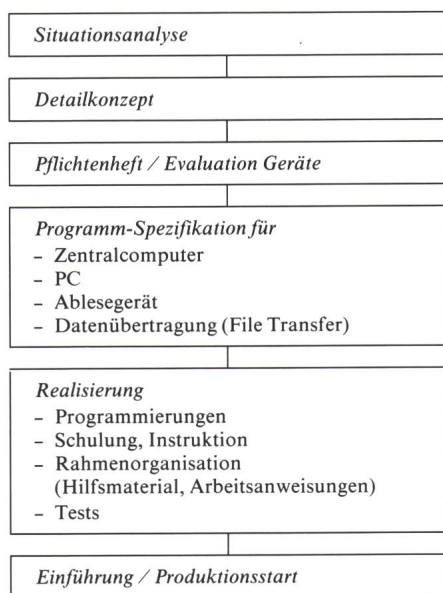 Situationsanalyse
Detailkonzept
Pflichtenheft / Evaluation Geräte
Programm-Spezifikation für
– Zentralcomputer
– PC
– Ablesegerät
– Datenübertragung (File Transfer)
Realisierung
– Programmierungen
– Schulung, Instruktion
– Rahmenorganisation
(Hilfsmaterial, Arbeitsanweisungen)
– Tests
Einführung / Produktionsstart